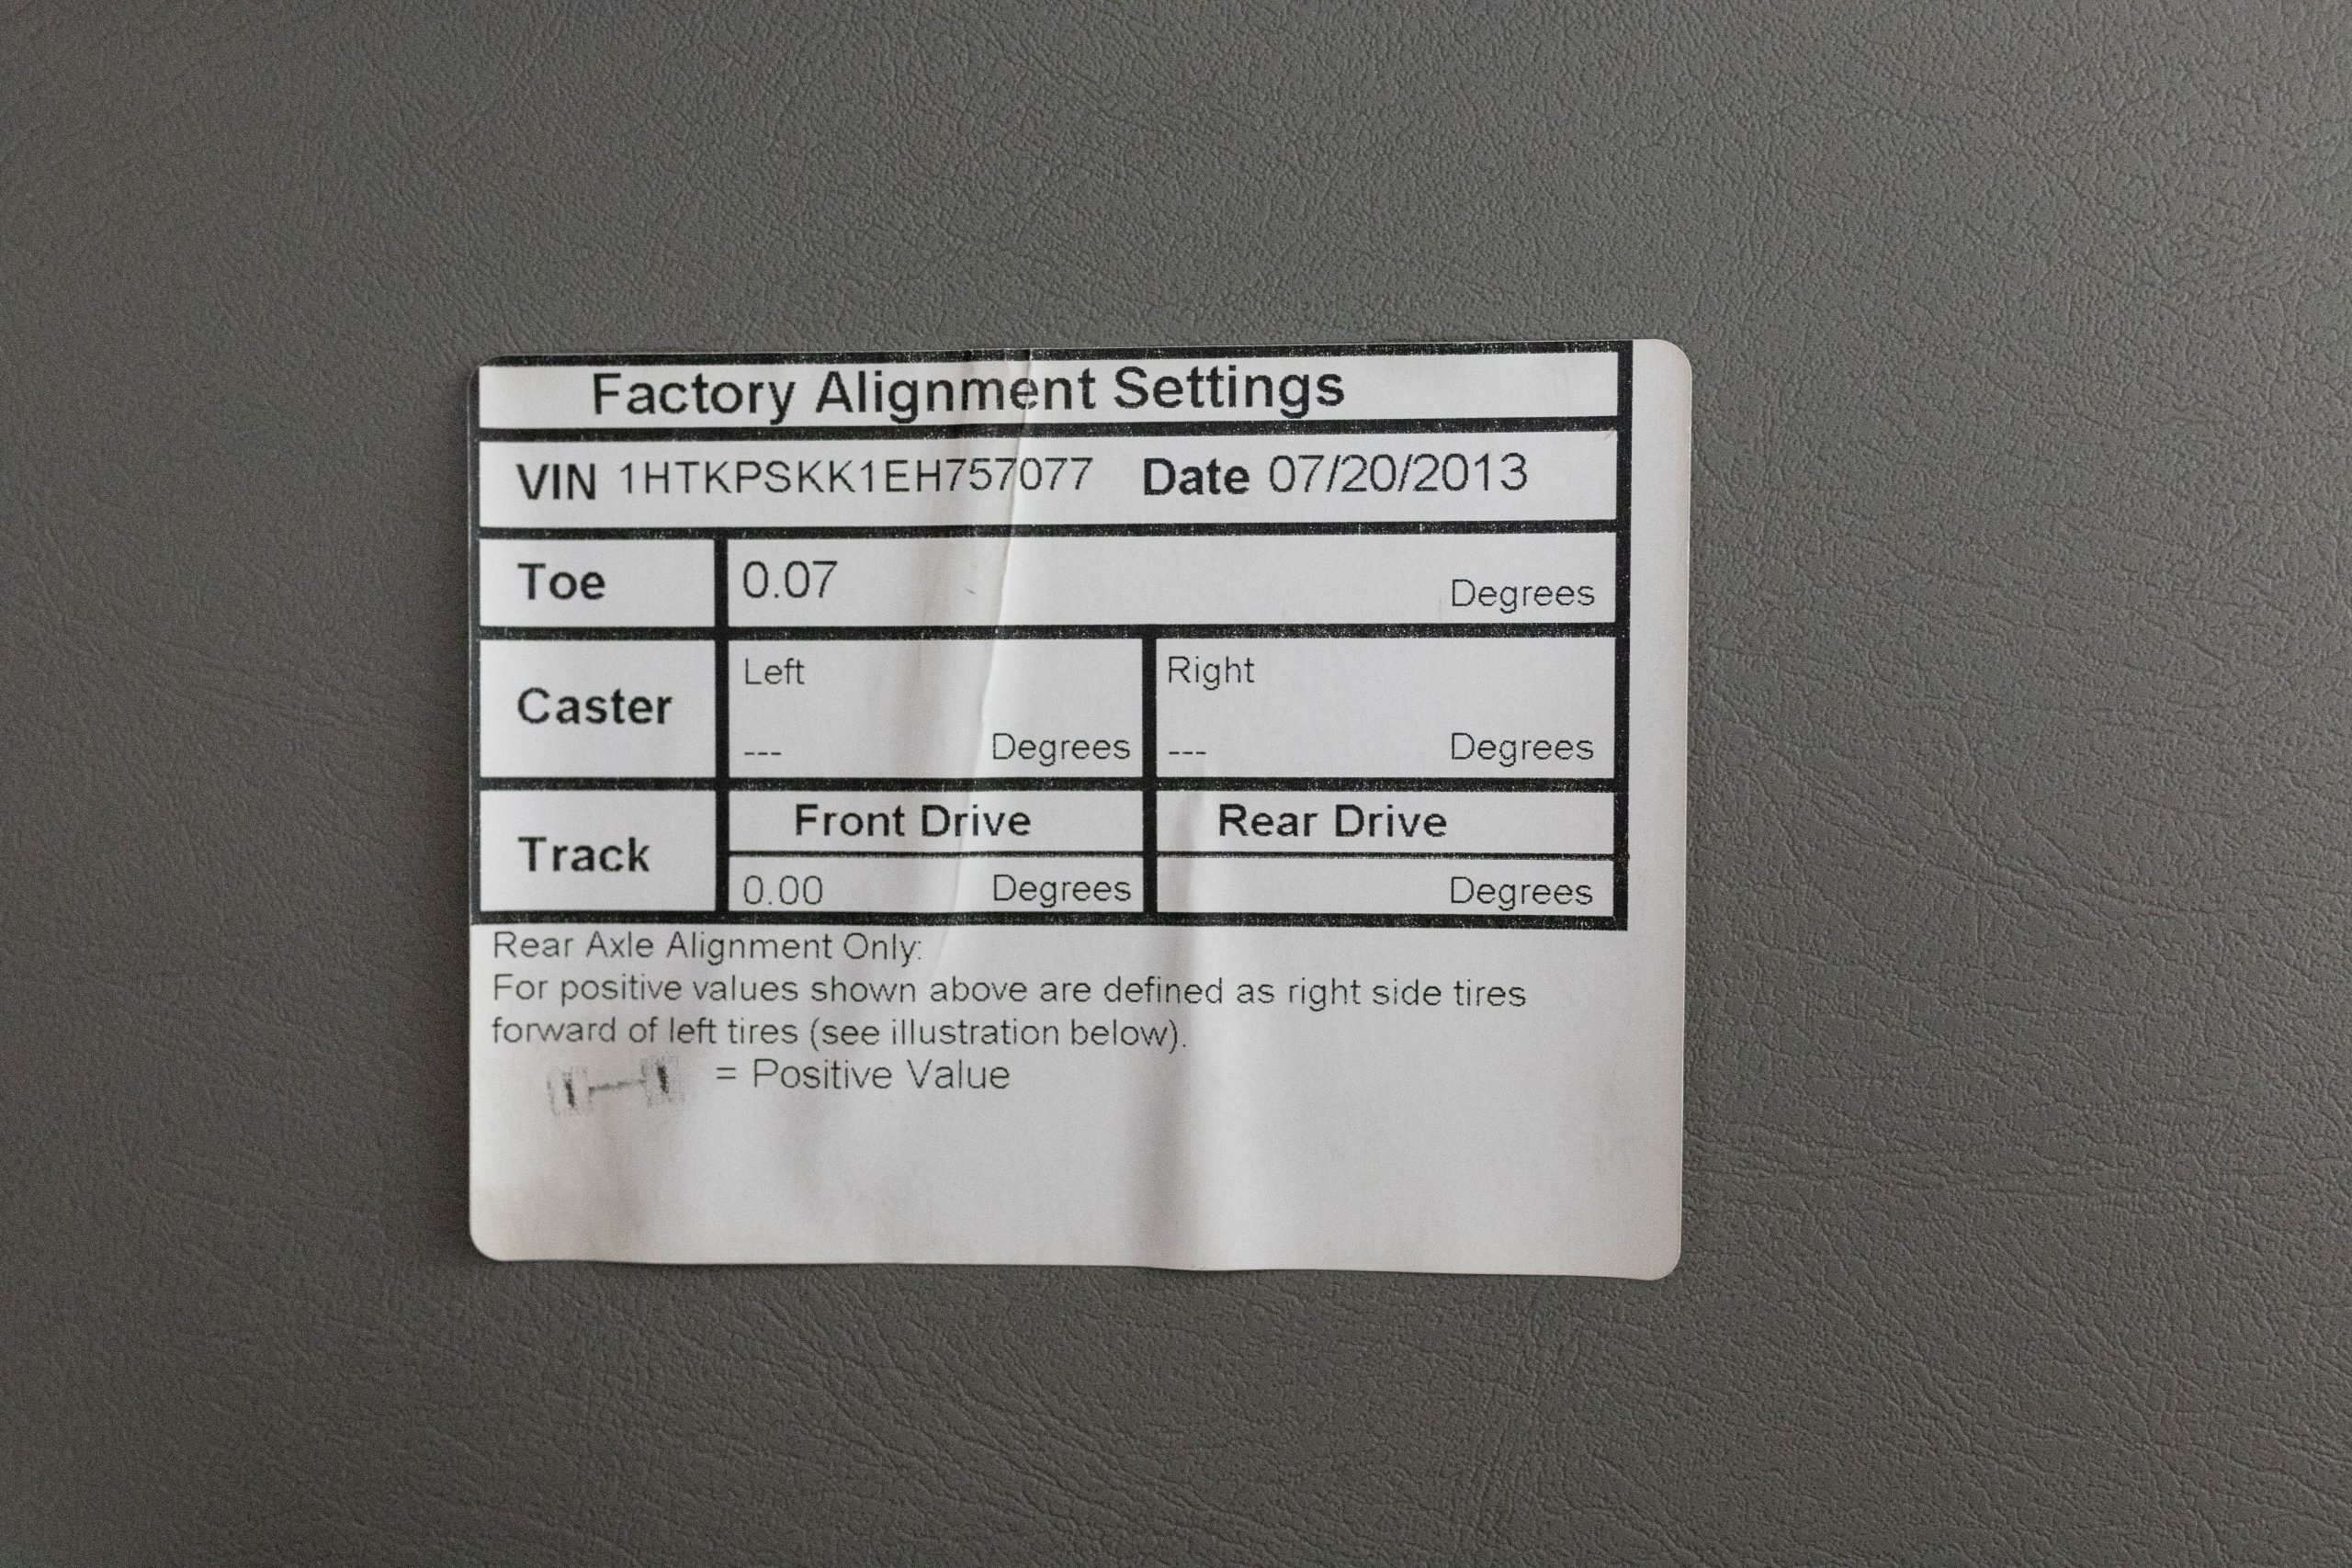 Factory Alignment Settings
VIN 1HTKPSKK1EH757077 Date 07/20/2013
Toe 0.07 Degrees
Left Right
Caster
--- Degrees --- Degrees
Front Drive Rear Drive
Track
0.00 Degrees Degrees
Rear Axle Alignment Only:
For positive values shown above are defined as right side tires
forward of left tires (see illustration below).
= Positive Value